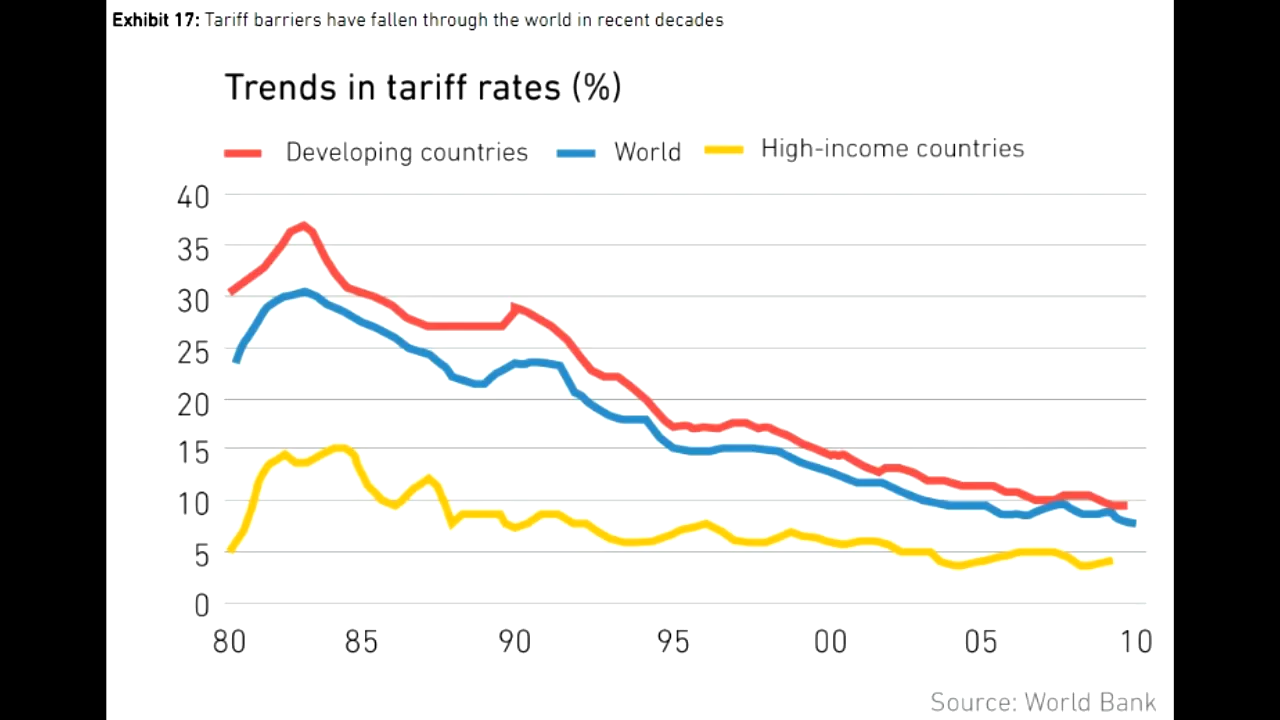 Exhibit 17: Tariff barriers have fallen through the world in recent decades
Trends in tariff rates (%)
Developing countries World High-income countries
40
35
30
25
20
15
10
5
0
80 85 90 95 00 05 10
Source: World Bank